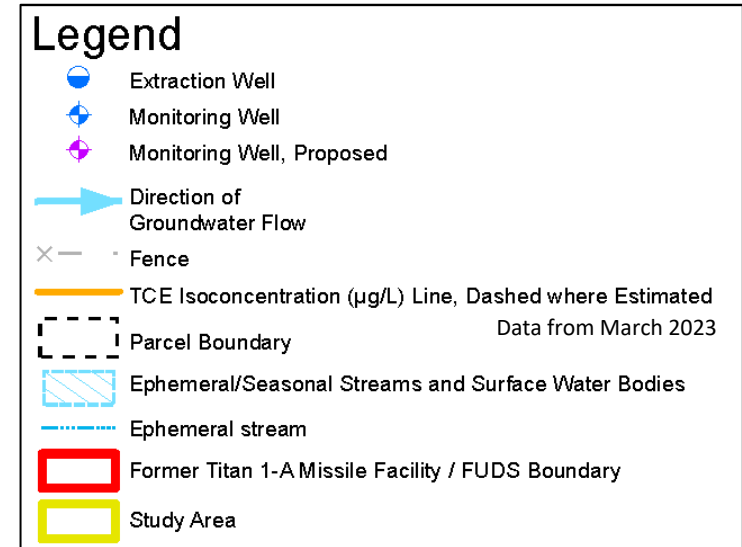 Legend
Extraction Well
Monitoring Well
Monitoring Well, Proposed
Direction of
Groundwater Flow
Fence
TCE Isoconcentration (µg/L) Line, Dashed where Estimated
Data from March 2023
Parcel Boundary
Ephemeral/Seasonal Streams and Surface Water Bodies
Ephemeral stream
Former Titan 1-A Missile Facility / FUDS Boundary
Study Area